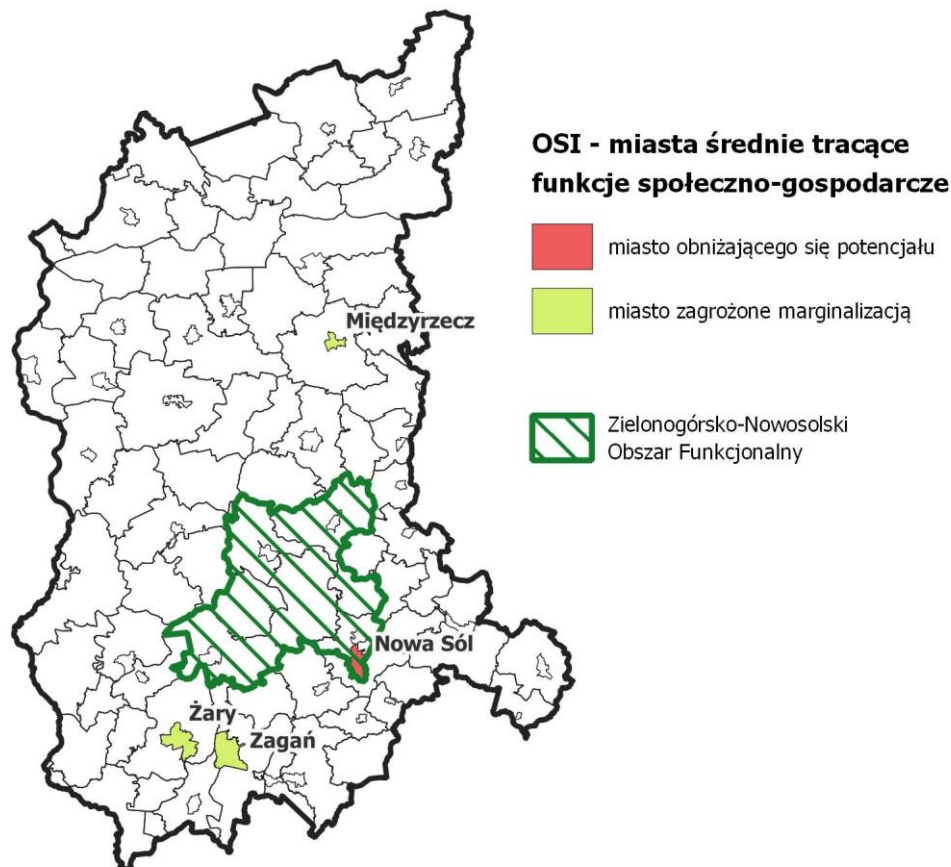 OSI - miasta średnie tracące
funkcje społeczno-gospodarcze
miasto obniżającego się potencjału
miasto zagrożone marginalizacją
Zielonogórsko-Nowosolski
Obszar Funkcjonalny
Międzyrzecz
Nowa Sól
Żary
Zagań